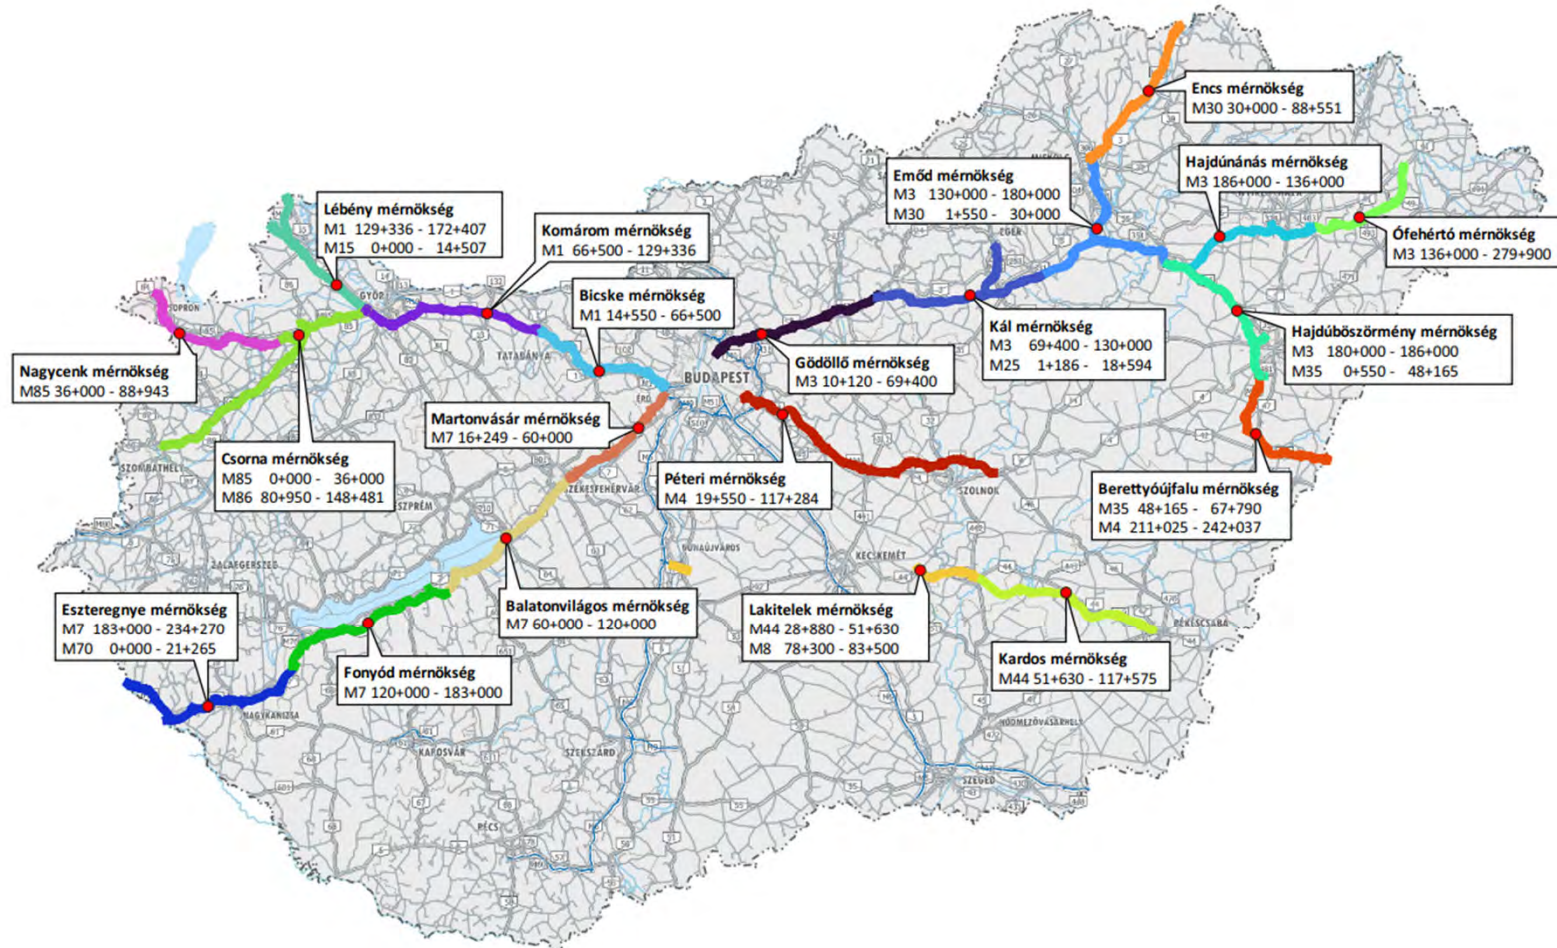 Encs mérnökség
M30 30+000 - 88+551
Hajdúnánás mérnökség
M3 186+000 - 136+000
Emőd mérnökség
M3 130+000 - 180+000
M30 1+550 - 30+000
Ófehértó mérnökség
M3 136+000 - 279+900
Lébény mérnökség
M1 129+336 - 172+407
M15 0+000 - 14+507
Komárom mérnökség
M1 66+500 - 129+336
Bicske mérnökség
M1 14+550 - 66+500
Kál mérnökség
M3 69+400 - 130+000
M25 1+186 - 18+594
Hajdúböszörmény mérnökség
M3 180+000 - 186+000
M35 0+550 - 48+165
Gödöllő mérnökség
M3 10+120 - 69+400
Nagycenk mérnökség
M85 36+000 - 88+943
Martonvásár mérnökség
M7 16+249 - 60+000
Csorna mérnökség
M85 0+000 - 36+000
M86 80+950 - 148+481
Péteri mérnökség
M4 19+550 - 117+284
Berettyóújfalu mérnökség
M35 48+165 - 67+790
M4 211+025 - 242+037
Eszteregnye mérnökség
M7 183+000 - 234+270
M70 0+000 - 21+265
Balatonvilágos mérnökség
M7 60+000 - 120+000
Lakitelek mérnökség
M44 28+880 - 51+630
M8 78+300 - 83+500
Kardos mérnökség
M44 51+630 - 117+575
Fonyód mérnökség
M7 120+000 - 183+000
GYŐR
TATABÁNYA
BUDAPEST
ÉRD
SZOMBATHELY
SZÉKESFEHÉRVÁR
SZOLNOK
DUNAÚJVÁROS
KECSKEMÉT
ZALAEGERSZEG
BÉKÉSCSABA
NAGYKANIZSA
KAPOSVÁR
SZEKSZÁRD
HÓDMEZŐVÁSÁRHELY
SZEGED
PÉCS
EGER